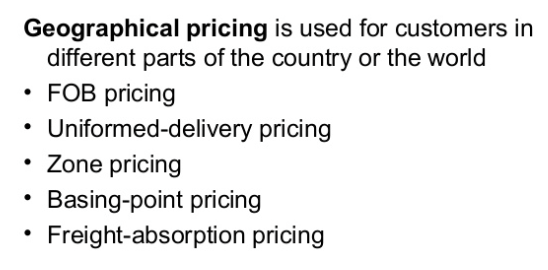 Geographical pricing is used for customers in
different parts of the country or the world
• FOB pricing
• Uniformed-delivery pricing
• Zone pricing
• Basing-point pricing
• Freight-absorption pricing